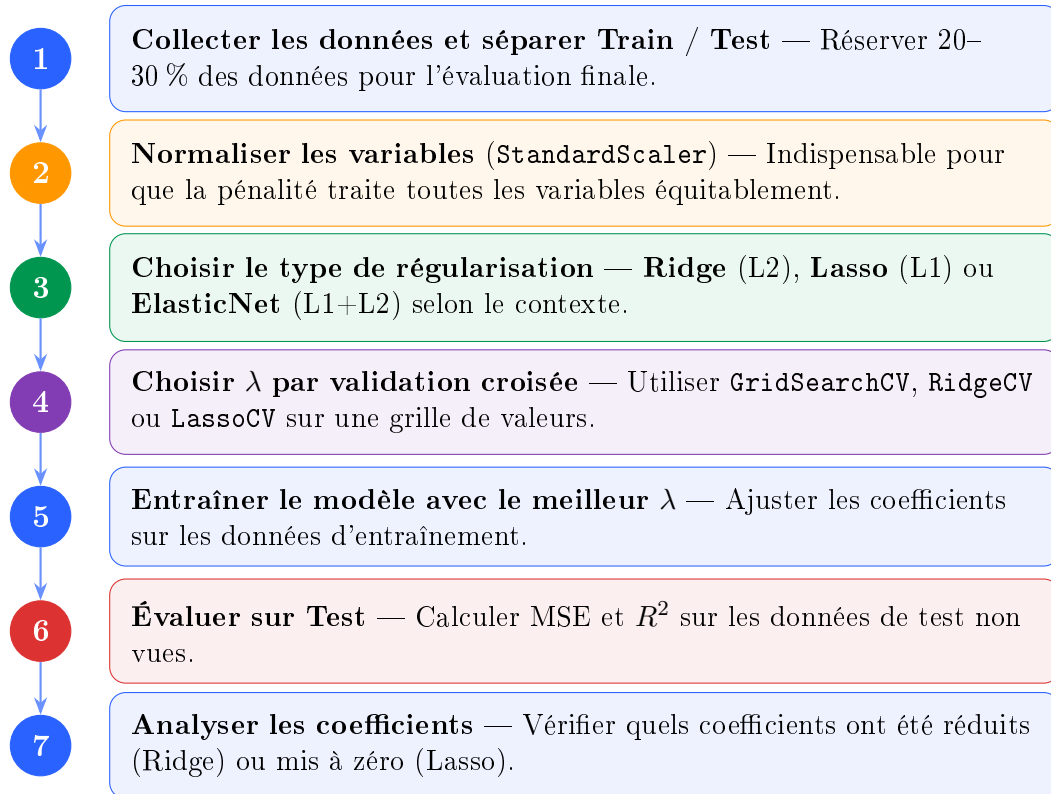 1
Collecter les données et séparer Train / Test — Réserver 20–
30 % des données pour l'évaluation finale.
2
Normaliser les variables (StandardScaler) — Indispensable pour
que la pénalité traite toutes les variables équitablement.
3
Choisir le type de régularisation — Ridge (L2), Lasso (L1) ou
ElasticNet (L1+L2) selon le contexte.
4
Choisir λ par validation croisée — Utiliser GridSearchCV, RidgeCV
ou LassoCV sur une grille de valeurs.
5
Entraîner le modèle avec le meilleur λ — Ajuster les coefficients
sur les données d'entraînement.
6
Évaluer sur Test — Calculer MSE et R² sur les données de test non
vues.
7
Analyser les coefficients — Vérifier quels coefficients ont été réduits
(Ridge) ou mis à zéro (Lasso).